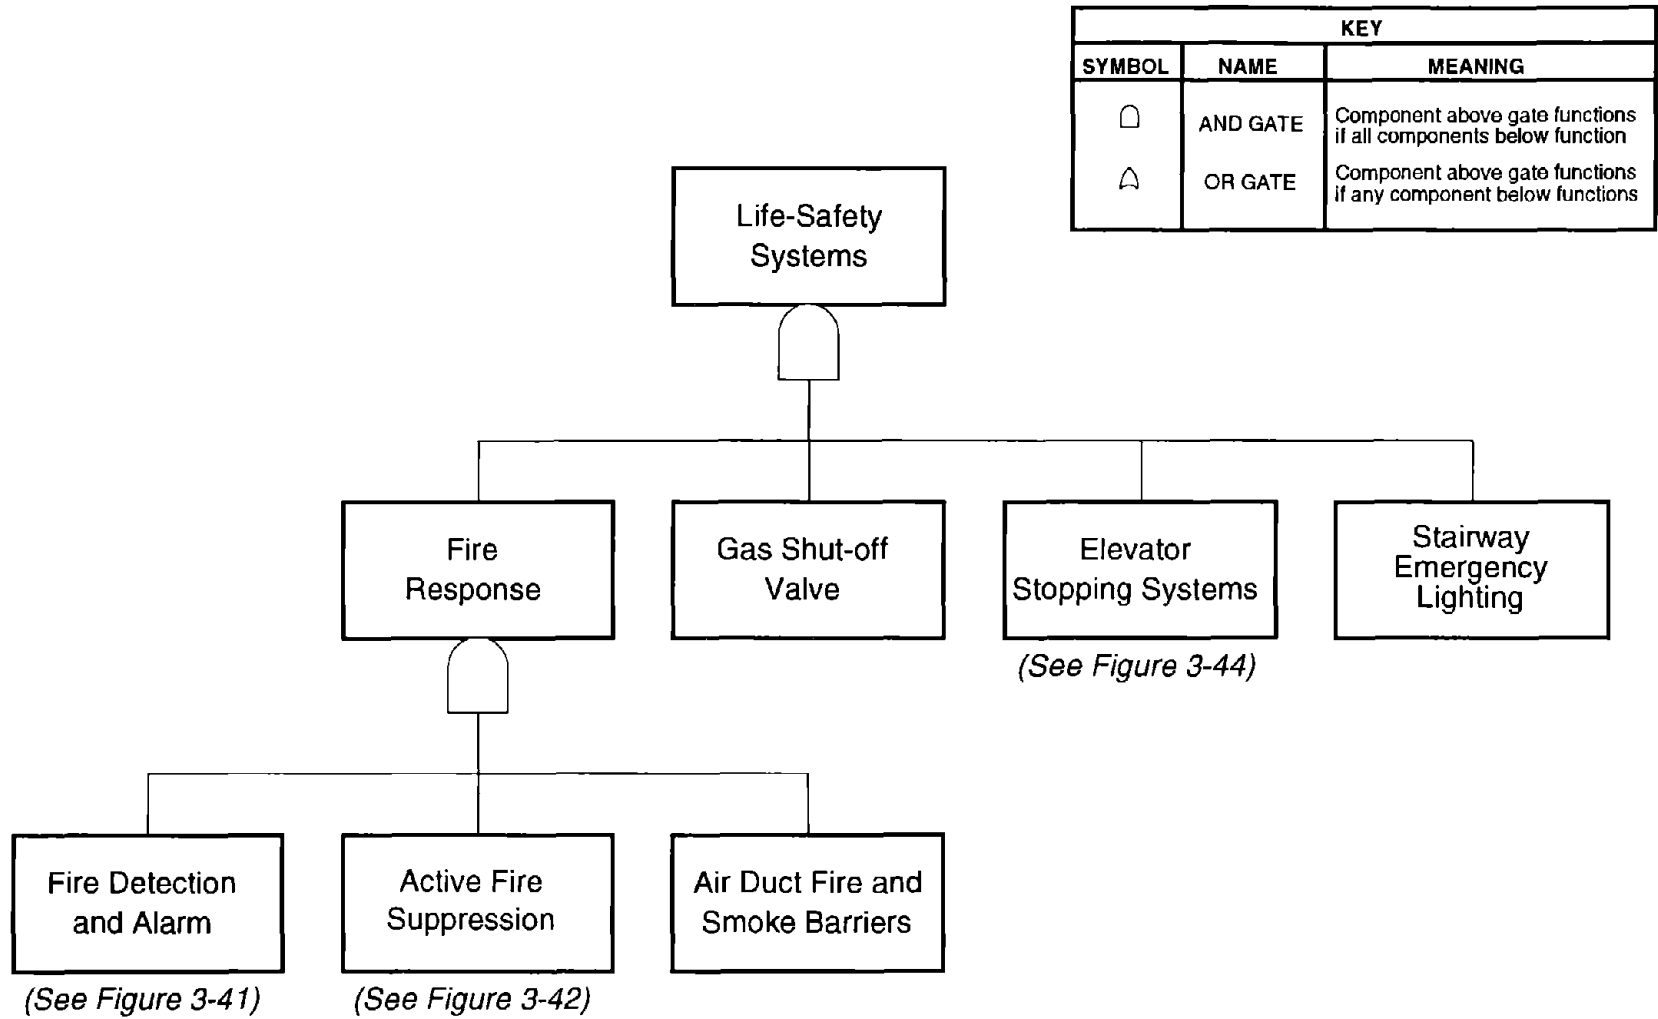 KEY
SYMBOL NAME MEANING
AND GATE
Component above gate functions
if all components below function
OR GATE
Component above gate functions
if any component below functions
Life-Safety
Systems
Fire
Response
Gas Shut-off
Valve
Elevator
Stopping Systems
(See Figure 3-44)
Stairway
Emergency
Lighting
Fire Detection
and Alarm
(See Figure 3-41)
Active Fire
Suppression
(See Figure 3-42)
Air Duct Fire and
Smoke Barriers